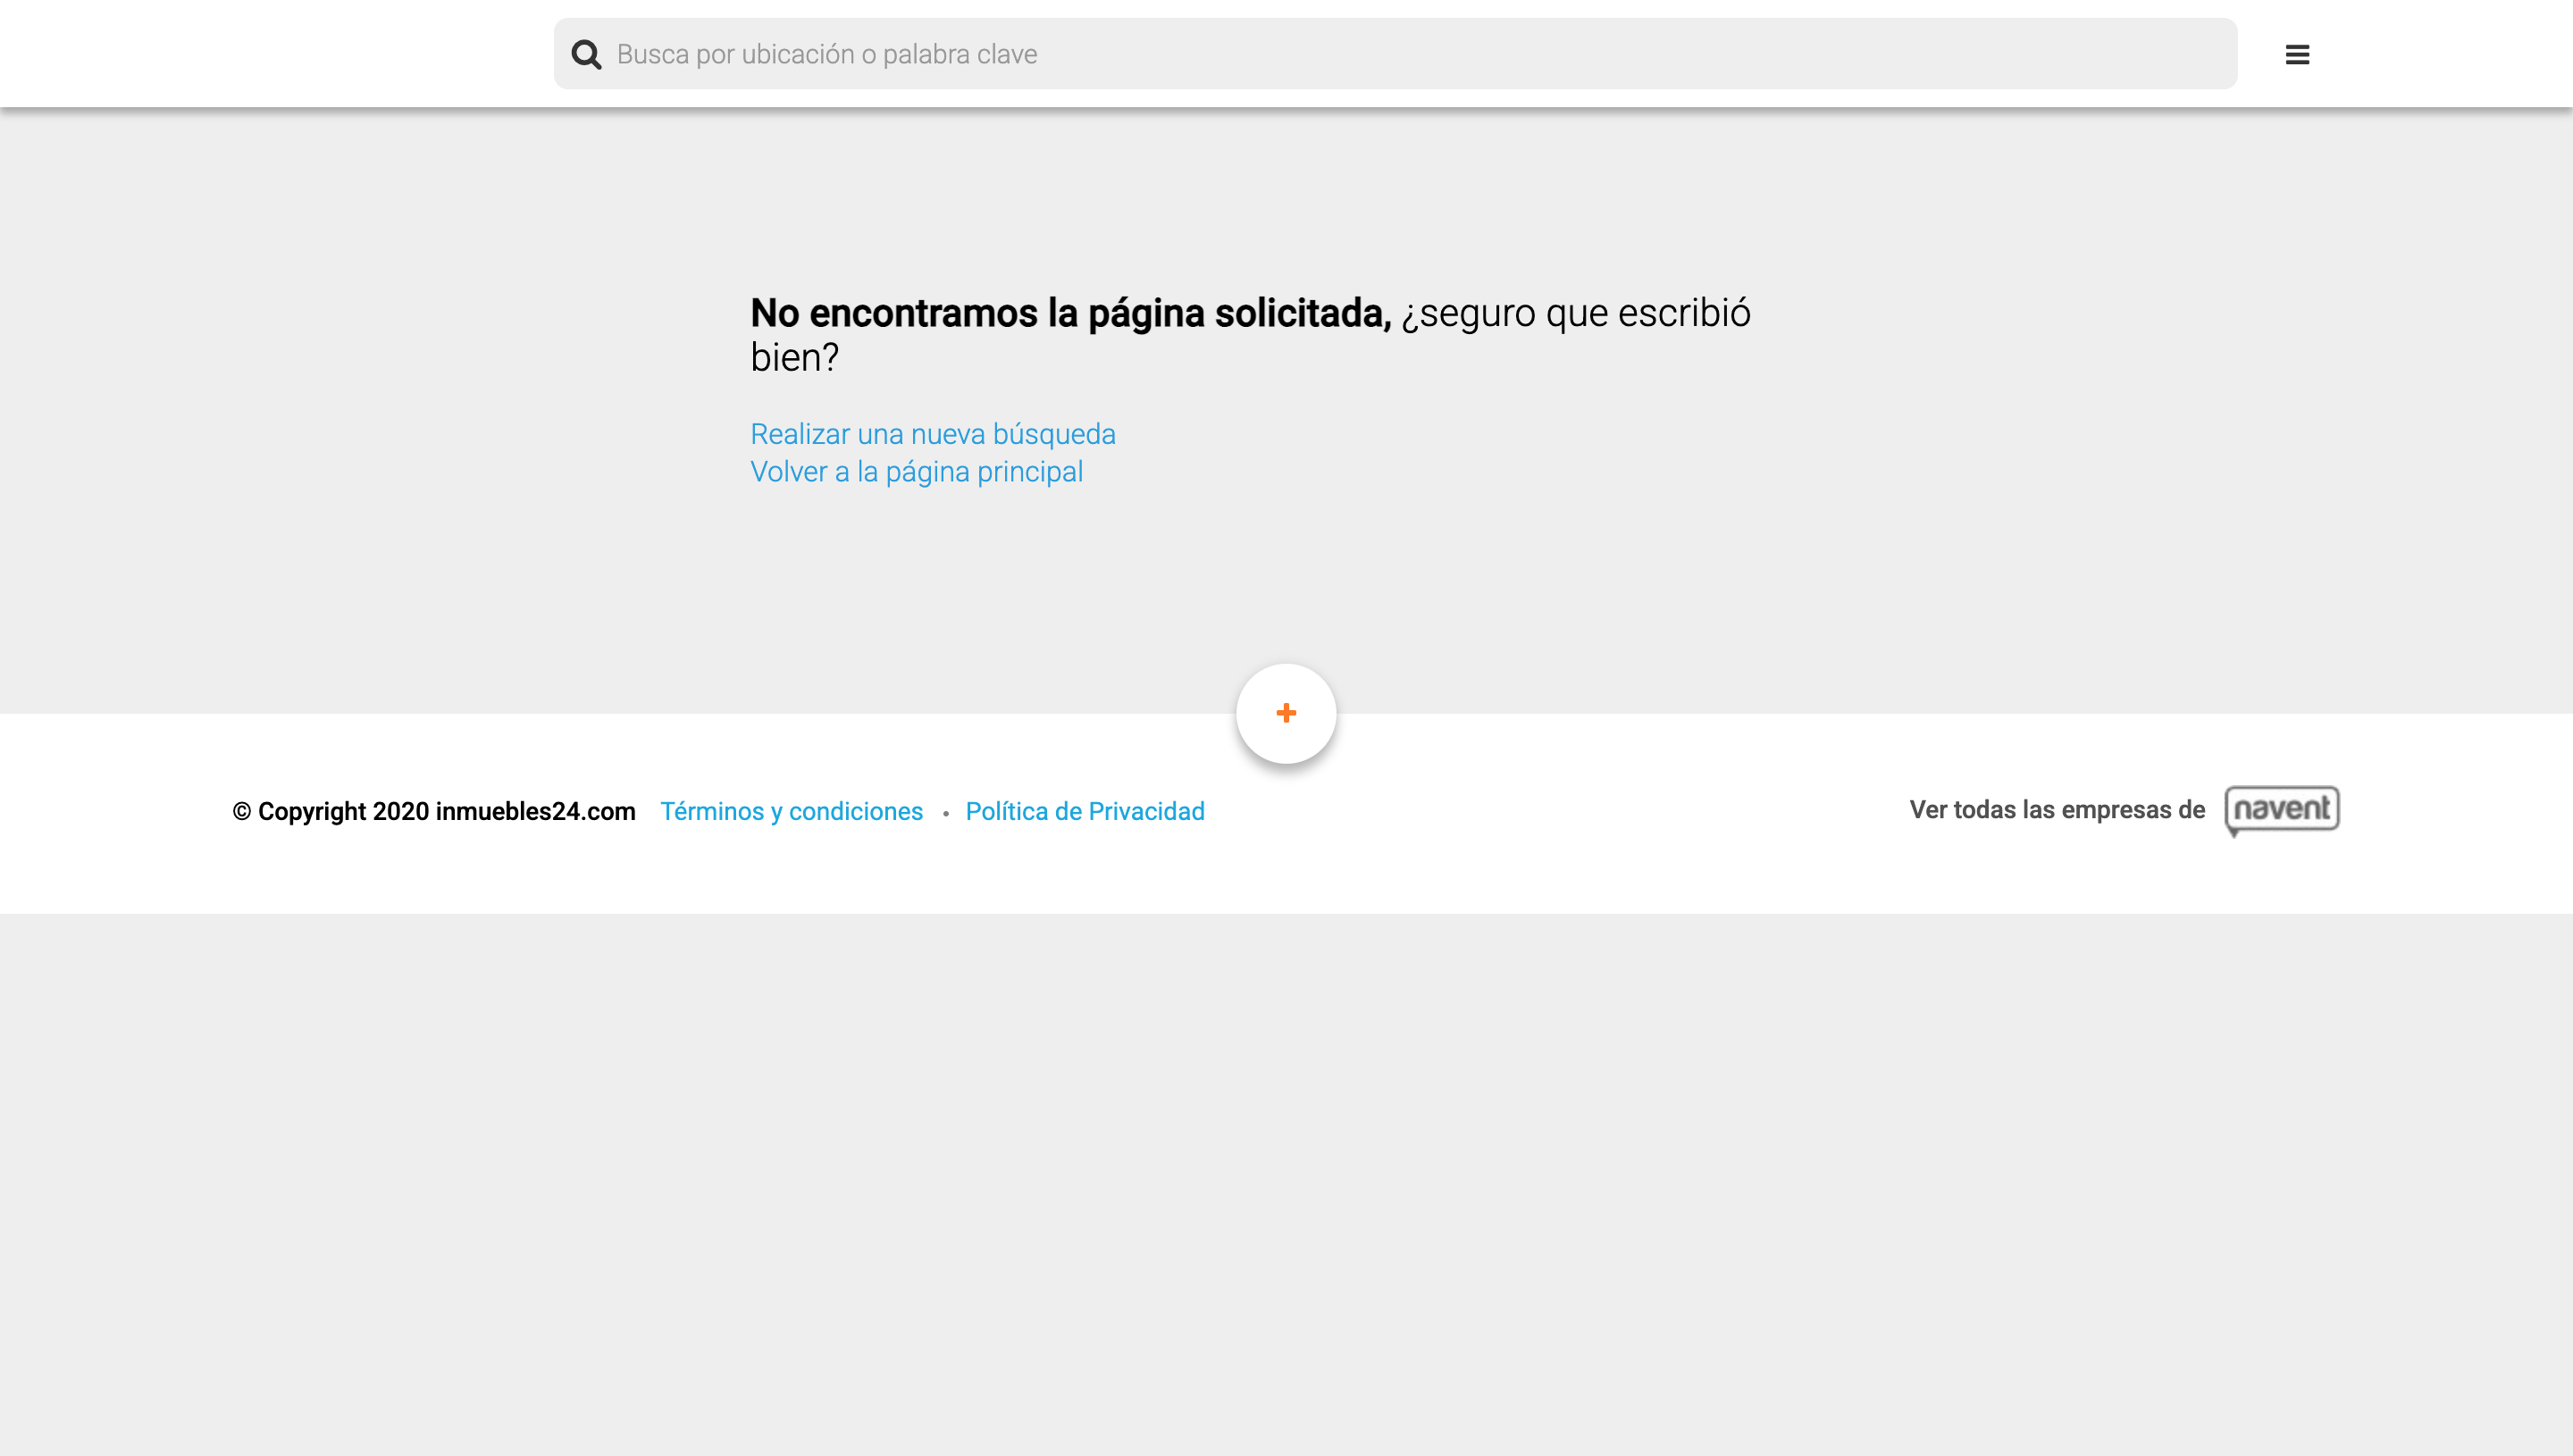 Busca por ubicación o palabra clave
No encontramos la página solicitada, ¿seguro que escribió
bien?
Realizar una nueva búsqueda
Volver a la página principal
© Copyright 2020 inmuebles24.com Términos y condiciones • Política de Privacidad
Ver todas las empresas de navent